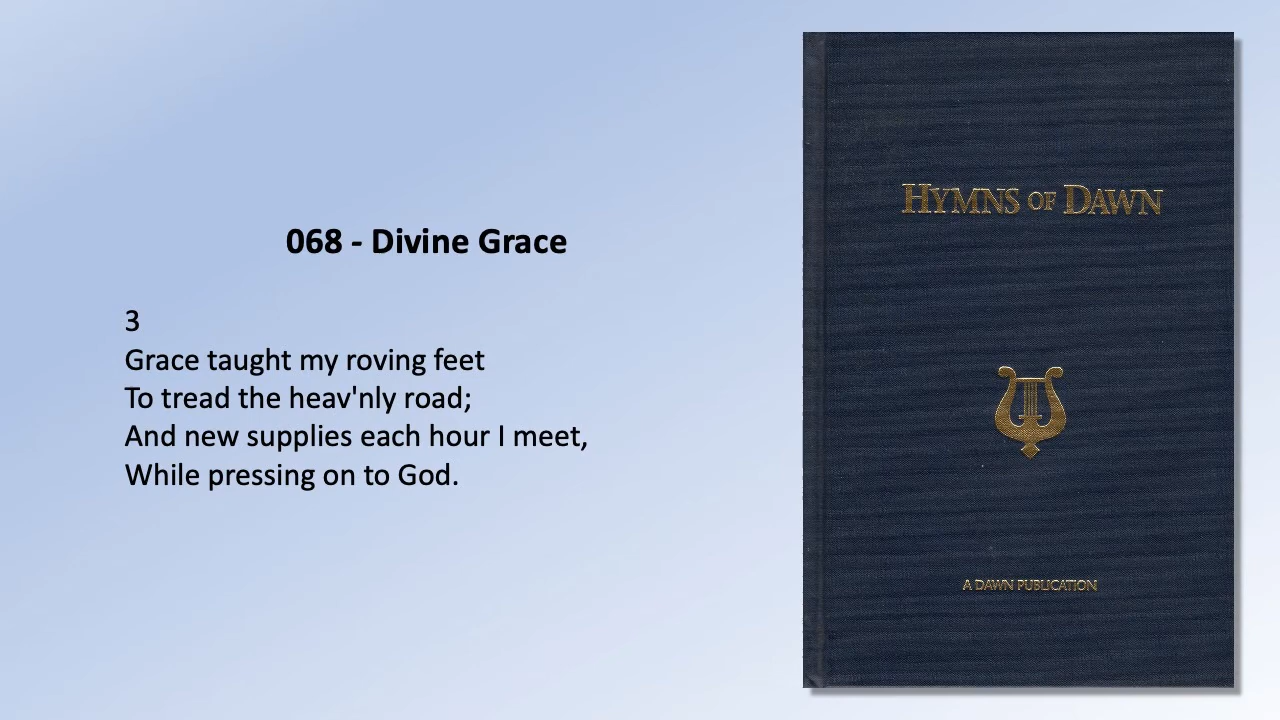 068 - Divine Grace
3
Grace taught my roving feet
To tread the heav'nly road;
And new supplies each hour I meet,
While pressing on to God.
HYMNS OF DAWN
A DAWN PUBLICATION